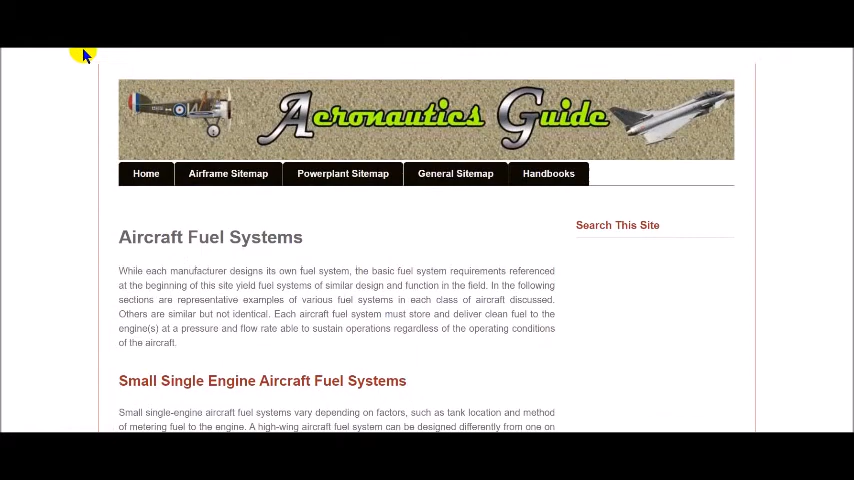 Aeronautics Guide
Home
Airframe Sitemap
Powerplant Sitemap
General Sitemap
Handbooks
Search This Site
Aircraft Fuel Systems
While each manufacturer designs its own fuel system, the basic fuel system requirements referenced
at the beginning of this site yield fuel systems of similar design and function in the field. In the following
sections are representative examples of various fuel systems in each class of aircraft discussed.
Others are similar but not identical. Each aircraft fuel system must store and deliver clean fuel to the
engine(s) at a pressure and flow rate able to sustain operations regardless of the operating conditions
of the aircraft.
Small Single Engine Aircraft Fuel Systems
Small single-engine aircraft fuel systems vary depending on factors, such as tank location and method
of metering fuel to the engine. A high-wing aircraft fuel system can be designed differently from one on